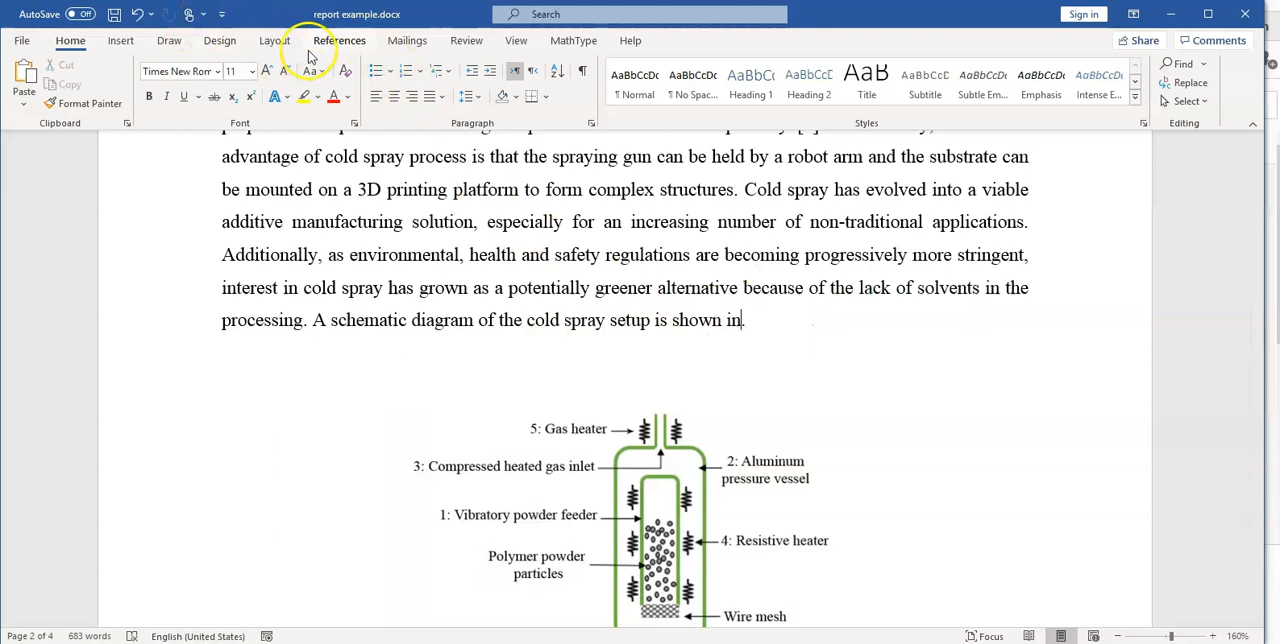 AutoSave Off report example.docx Search Sign in
File Home Insert Draw Design Layout References Mailings Review View MathType Help Share Comments
Paste Cut Copy Format Painter
Times New Rom 11 Aa
B I U ab x₂ x² A A
AaBbCcDc AaBbCcDc AaBbCc AaBbCcD AaB AaBbCcD AaBbCcDc AaBbCcDc AaBbCcDc
¶ Normal ¶ No Spac... Heading 1 Heading 2 Title Subtitle Subtle Em... Emphasis Intense E...
Find Replace Select
Clipboard Font Paragraph Styles Editing
advantage of cold spray process is that the spraying gun can be held by a robot arm and the substrate can
be mounted on a 3D printing platform to form complex structures. Cold spray has evolved into a viable
additive manufacturing solution, especially for an increasing number of non-traditional applications.
Additionally, as environmental, health and safety regulations are becoming progressively more stringent,
interest in cold spray has grown as a potentially greener alternative because of the lack of solvents in the
processing. A schematic diagram of the cold spray setup is shown in.
5: Gas heater
3: Compressed heated gas inlet
2: Aluminum
pressure vessel
1: Vibratory powder feeder
4: Resistive heater
Polymer powder
particles
Wire mesh
Page 2 of 4 683 words English (United States) Focus 160%